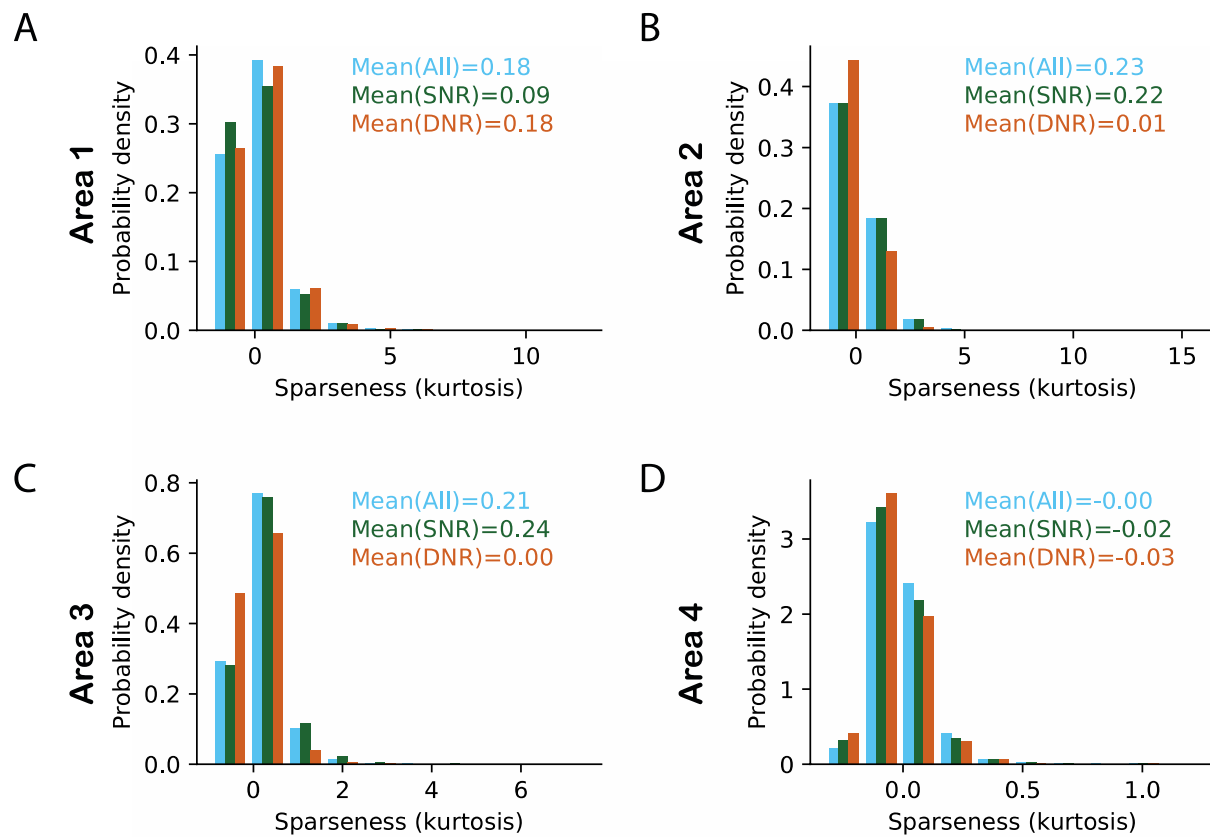 A
Area 1
Probability density
0.4
0.3
0.2
0.1
0.0
Mean(All)=0.18
Mean(SNR)=0.09
Mean(DNR)=0.18
0 5 10
Sparseness (kurtosis)
B
Area 2
Probability density
0.4
0.3
0.2
0.1
0.0
Mean(All)=0.23
Mean(SNR)=0.22
Mean(DNR)=0.01
0 5 10 15
Sparseness (kurtosis)
C
Area 3
Probability density
0.8
0.6
0.4
0.2
0.0
Mean(All)=0.21
Mean(SNR)=0.24
Mean(DNR)=0.00
0 2 4 6
Sparseness (kurtosis)
D
Area 4
Probability density
3
2
1
0
Mean(All)=-0.00
Mean(SNR)=-0.02
Mean(DNR)=-0.03
0.0 0.5 1.0
Sparseness (kurtosis)